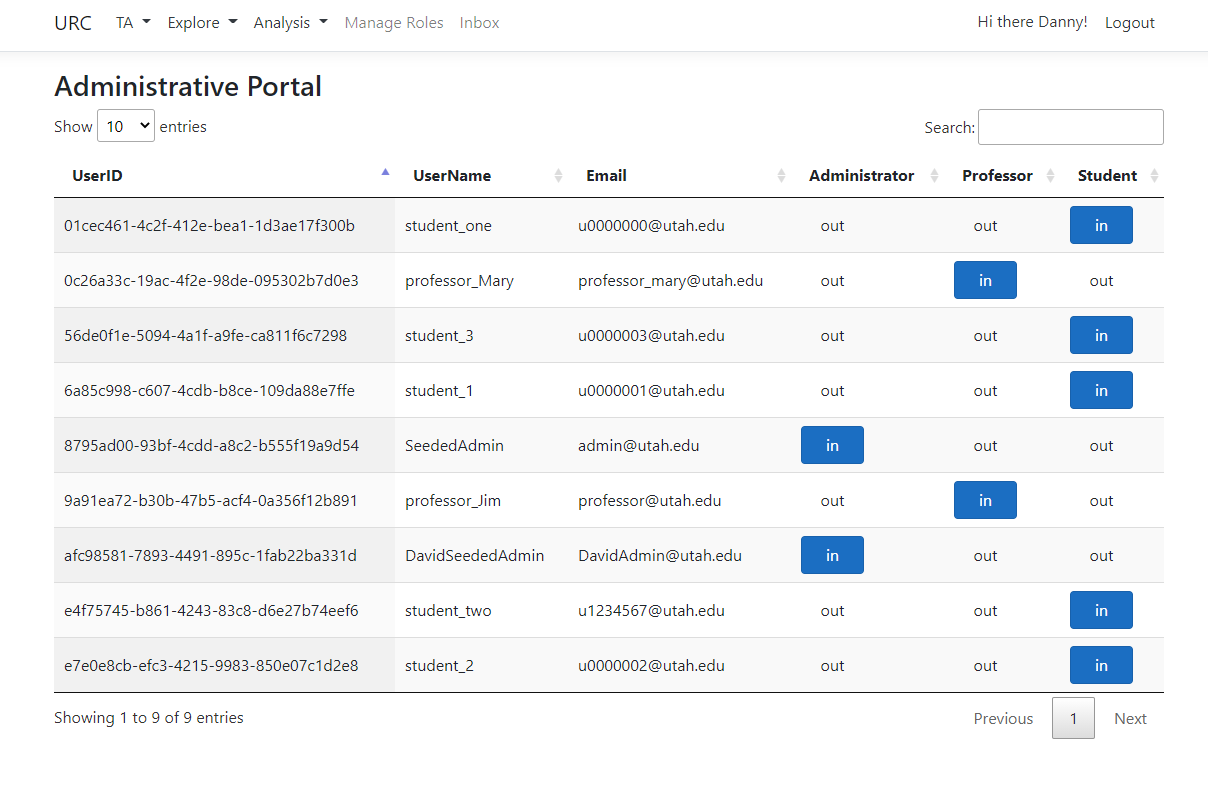 URC TA Explore Analysis Manage Roles Inbox Hi there Danny! Logout
Administrative Portal
Show 10 entries Search:
UserID UserName Email Administrator Professor Student
01cec461-4c2f-412e-bea1-1d3ae17f300b student_one u0000000@utah.edu out out in
0c26a33c-19ac-4f2e-98de-095302b7d0e3 professor_Mary professor_mary@utah.edu out in out
56de0f1e-5094-4a1f-a9fe-ca811f6c7298 student_3 u0000003@utah.edu out out in
6a85c998-c607-4cdb-b8ce-109da88e7ffe student_1 u0000001@utah.edu out out in
8795ad00-93bf-4cdd-a8c2-b555f19a9d54 SeededAdmin admin@utah.edu in out out
9a91ea72-b30b-47b5-acf4-0a356f12b891 professor_Jim professor@utah.edu out in out
afc98581-7893-4491-895c-1fab22ba331d DavidSeededAdmin DavidAdmin@utah.edu in out out
e4f75745-b861-4243-83c8-d6e27b74eef6 student_two u1234567@utah.edu out out in
e7e0e8cb-efc3-4215-9983-850e07c1d2e8 student_2 u0000002@utah.edu out out in
Showing 1 to 9 of 9 entries Previous 1 Next